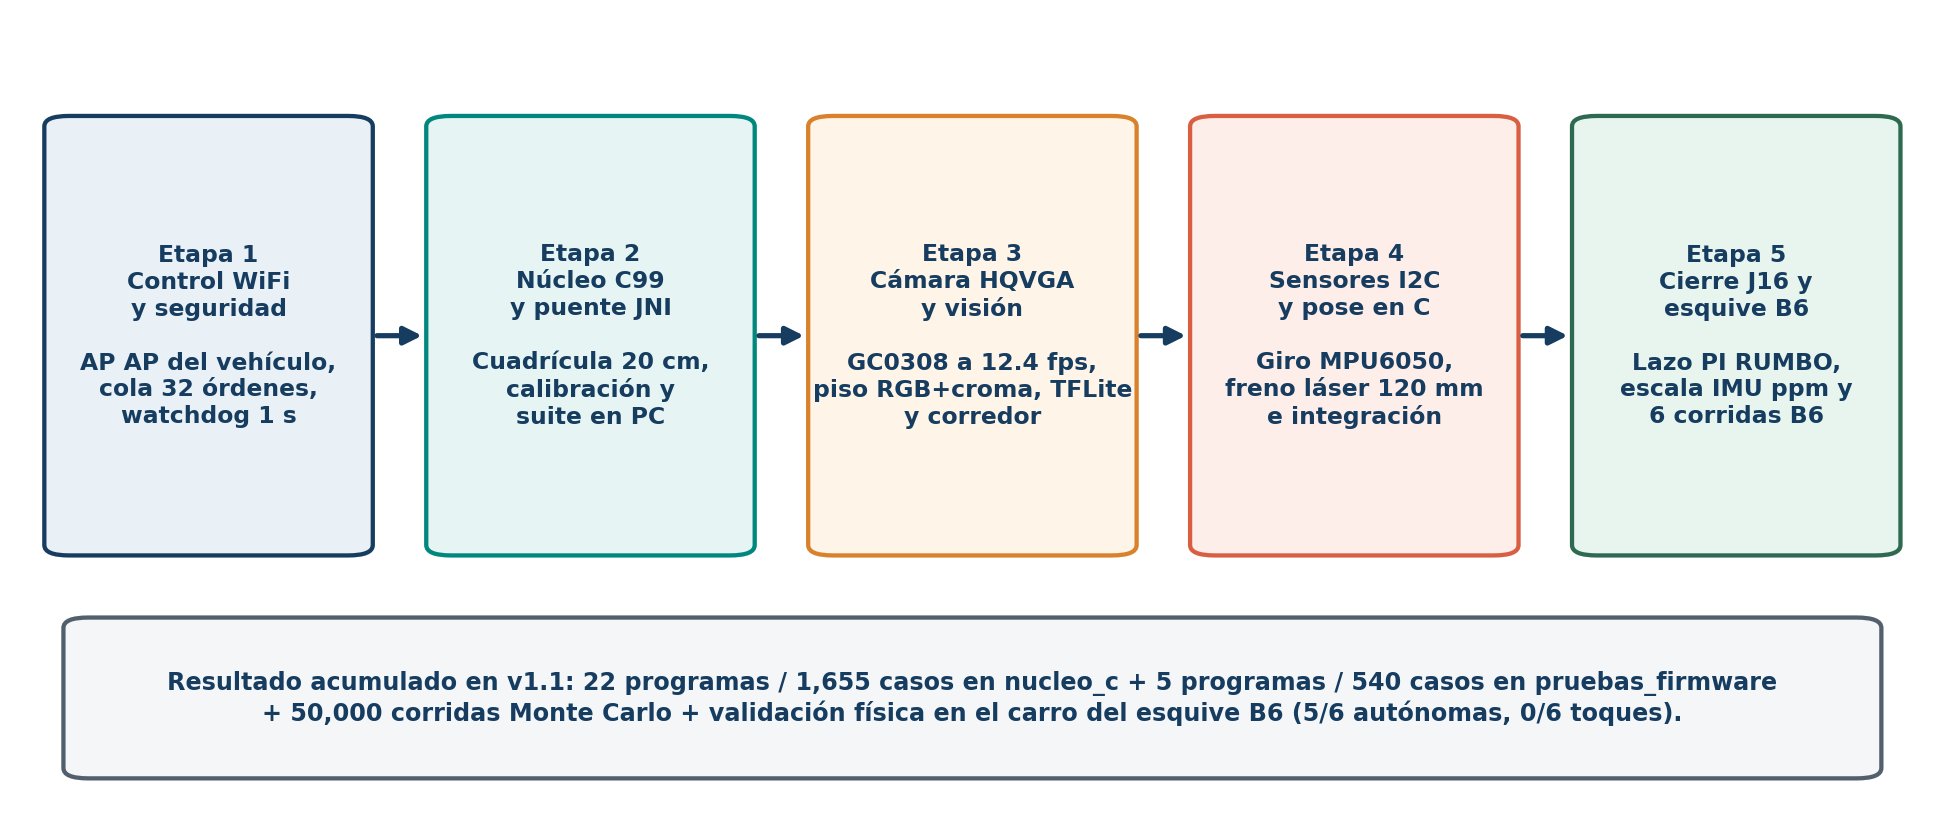 Etapa 1
Control WiFi
y seguridad
AP AP del vehículo,
cola 32 órdenes,
watchdog 1 s
Etapa 2
Núcleo C99
y puente JNI
Cuadrícula 20 cm,
calibración y
suite en PC
Etapa 3
Cámara HQVGA
y visión
GC0308 a 12.4 fps,
piso RGB+croma, TFLite
y corredor
Etapa 4
Sensores I2C
y pose en C
Giro MPU6050,
freno láser 120 mm
e integración
Etapa 5
Cierre J16 y
esquive B6
Lazo PI RUMBO,
escala IMU ppm y
6 corridas B6
Resultado acumulado en v1.1: 22 programas / 1,655 casos en nucleo_c + 5 programas / 540 casos en pruebas_firmware
+ 50,000 corridas Monte Carlo + validación física en el carro del esquive B6 (5/6 autónomas, 0/6 toques).